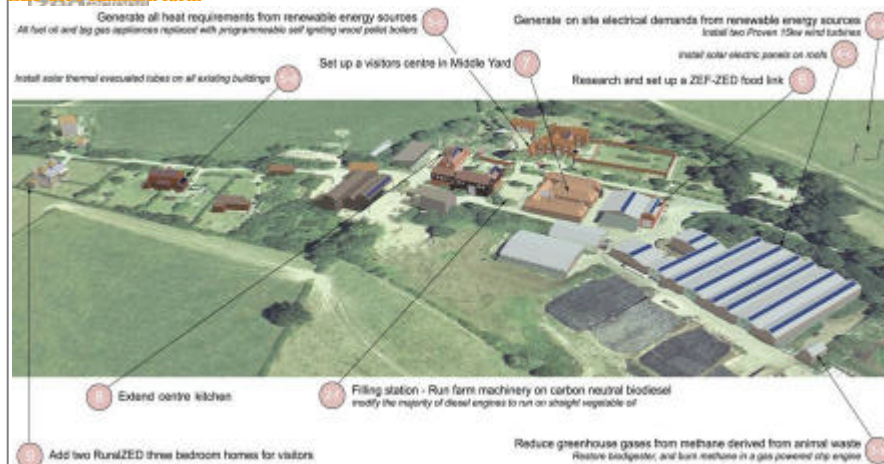 Generate all heat requirements from renewable energy sources
All fuel oil and lpg gas appliances replaced with programmeable self igniting wood pellet boilers
Generate on site electrical demands from renewable energy sources
Install two Proven 15kw wind turbines
Install solar electric panels on roofs
Set up a visitors centre in Middle Yard
7
Install solar thermal evacuated tubes on all existing buildings
Research and set up a ZEF-ZED food link
6
8
Extend centre kitchen
Filling station - Run farm machinery on carbon neutral biodiesel
modify the majority of diesel engines to run on straight vegetable oil
9
Add two RuralZED three bedroom homes for visitors
Reduce greenhouse gases from methane derived from animal waste
Restore biodigester, and burn methane in a gas powered chp engine